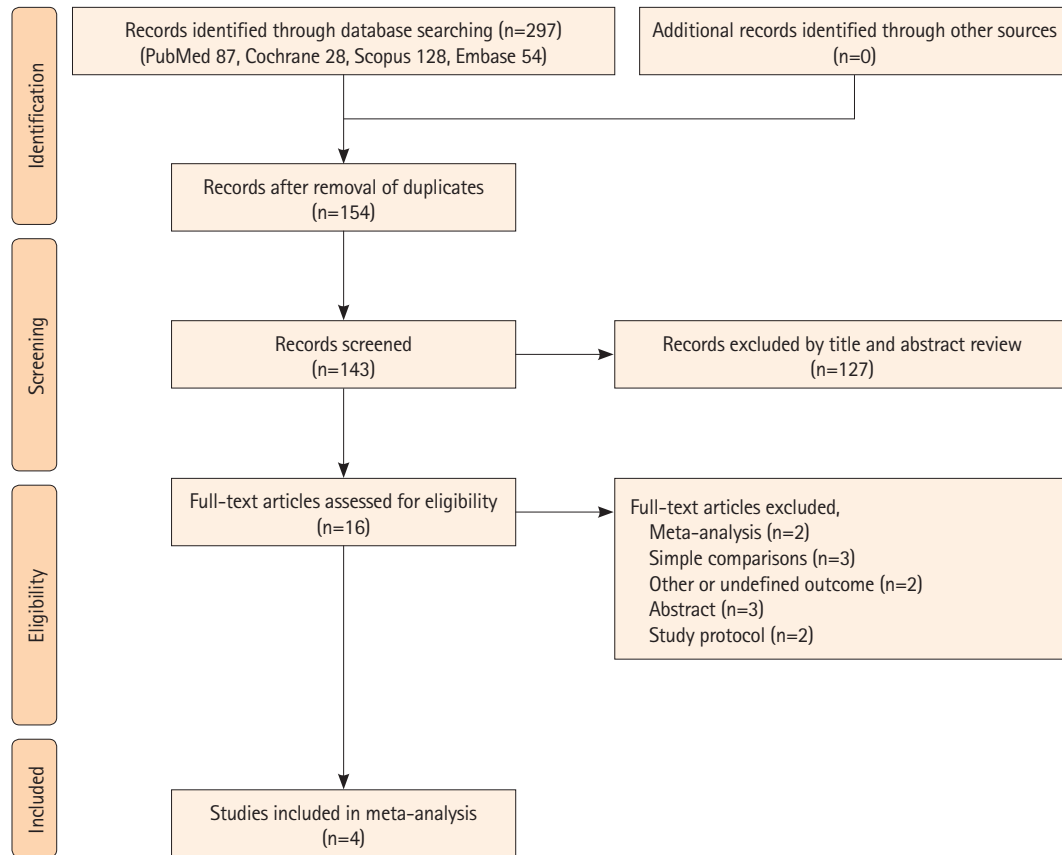 Identification
Records identified through database searching (n=297)
(PubMed 87, Cochrane 28, Scopus 128, Embase 54)
Additional records identified through other sources
(n=0)
Records after removal of duplicates
(n=154)
Screening
Records screened
(n=143)
Records excluded by title and abstract review
(n=127)
Eligibility
Full-text articles assessed for eligibility
(n=16)
Full-text articles excluded,
Meta-analysis (n=2)
Simple comparisons (n=3)
Other or undefined outcome (n=2)
Abstract (n=3)
Study protocol (n=2)
Included
Studies included in meta-analysis
(n=4)